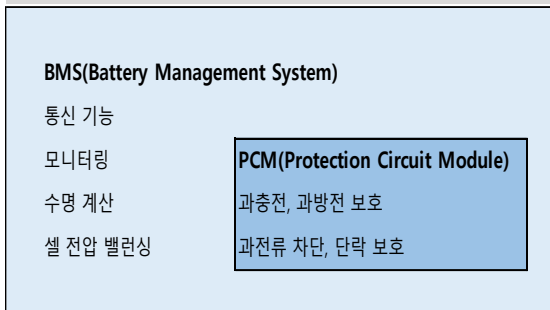 BMS(Battery Management System)
통신 기능
모니터링
수명 계산
셀 전압 밸런싱
PCM(Protection Circuit Module)
과충전, 과방전 보호
과전류 차단, 단락 보호